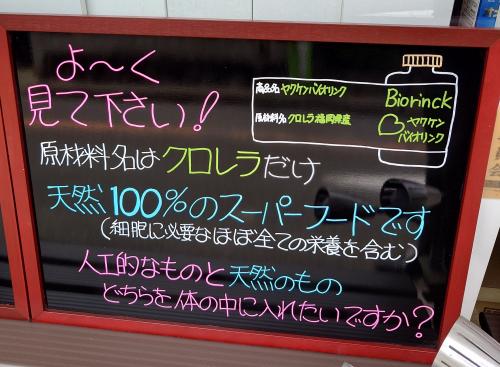 よ〜く
見て下さい!
商品名 ヤクケンバイオリンク
原材料名 クロレラ福岡県産
Biorinck
ヤクケン
バイオリンク
原材料名はクロレラだけ
天然100%のスーパーフードです
(細胞に必要なほぼ全ての栄養を含む)
人工的なものと天然のもの
どちらを体の中に入れたいですか?